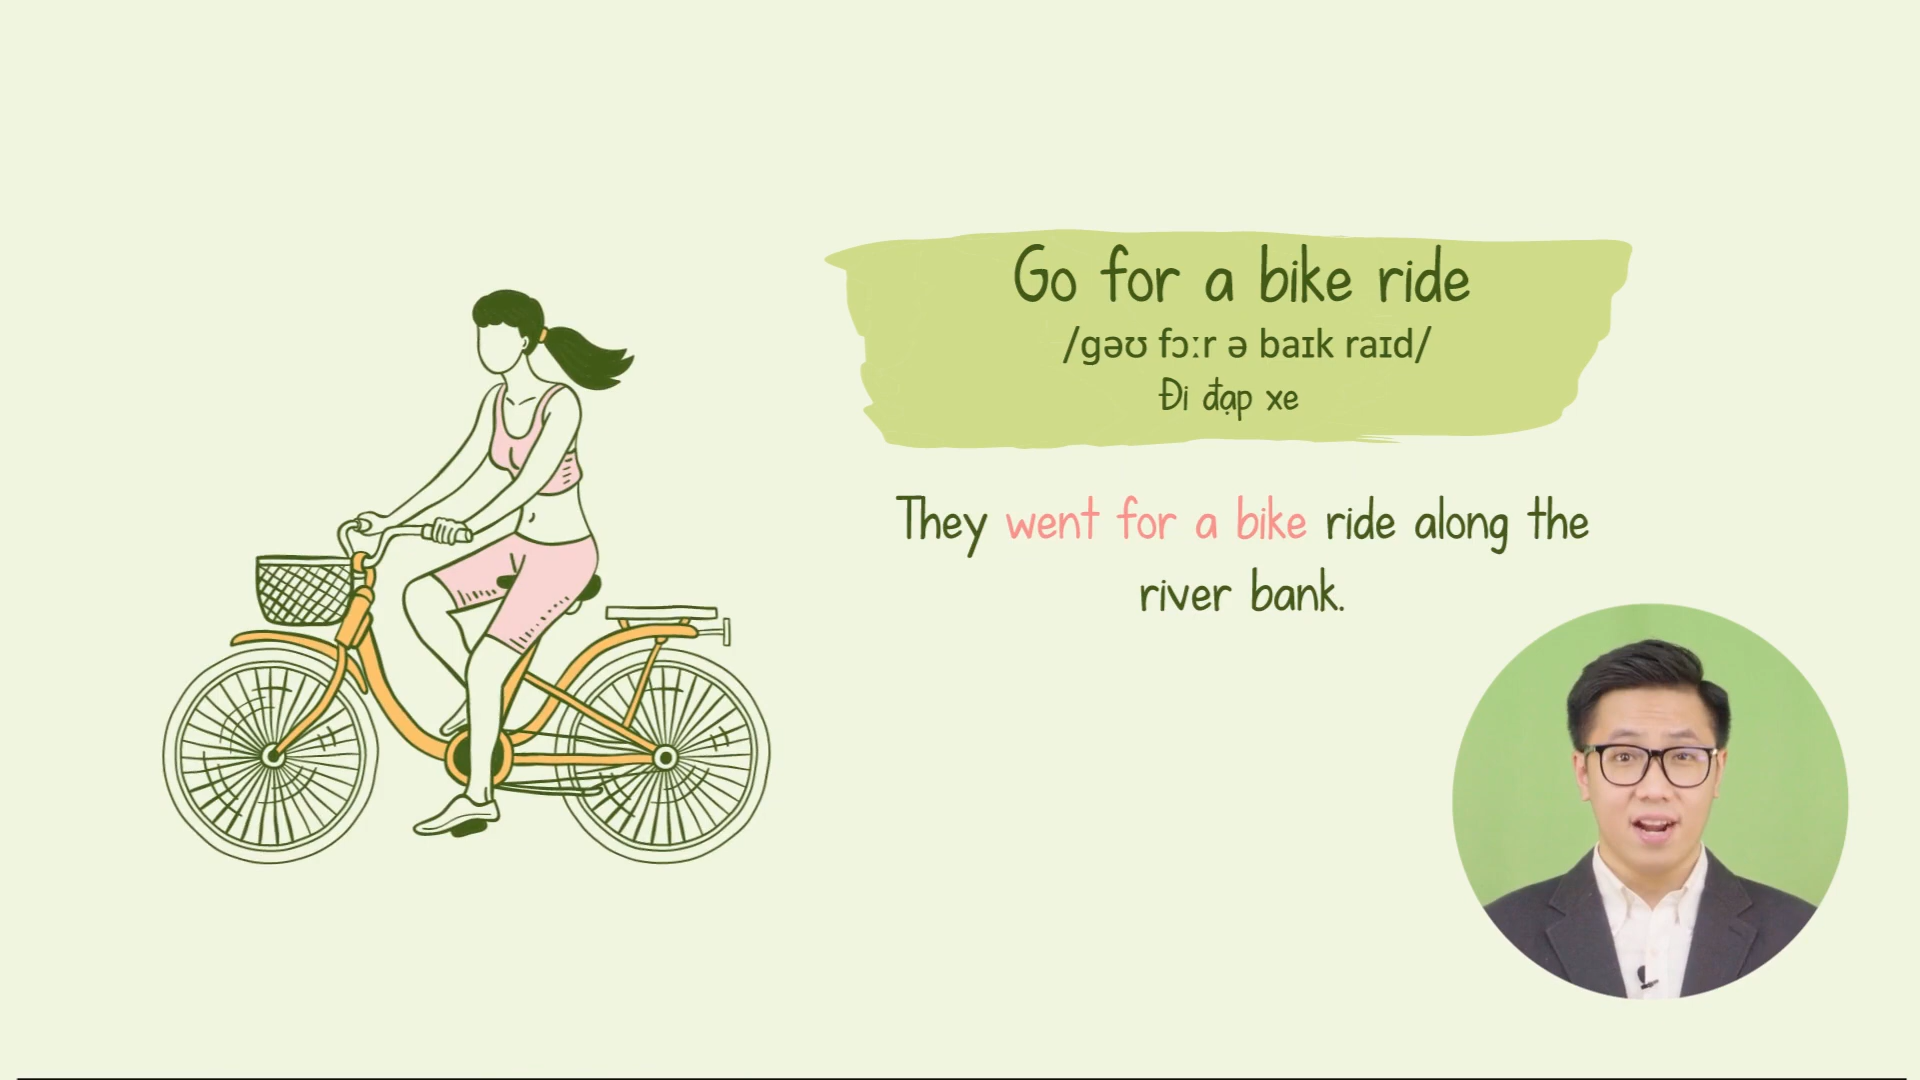 Go for a bike ride
/gəʊ fɔːr ə baɪk raɪd/
Đi đạp xe
They went for a bike ride along the
river bank.